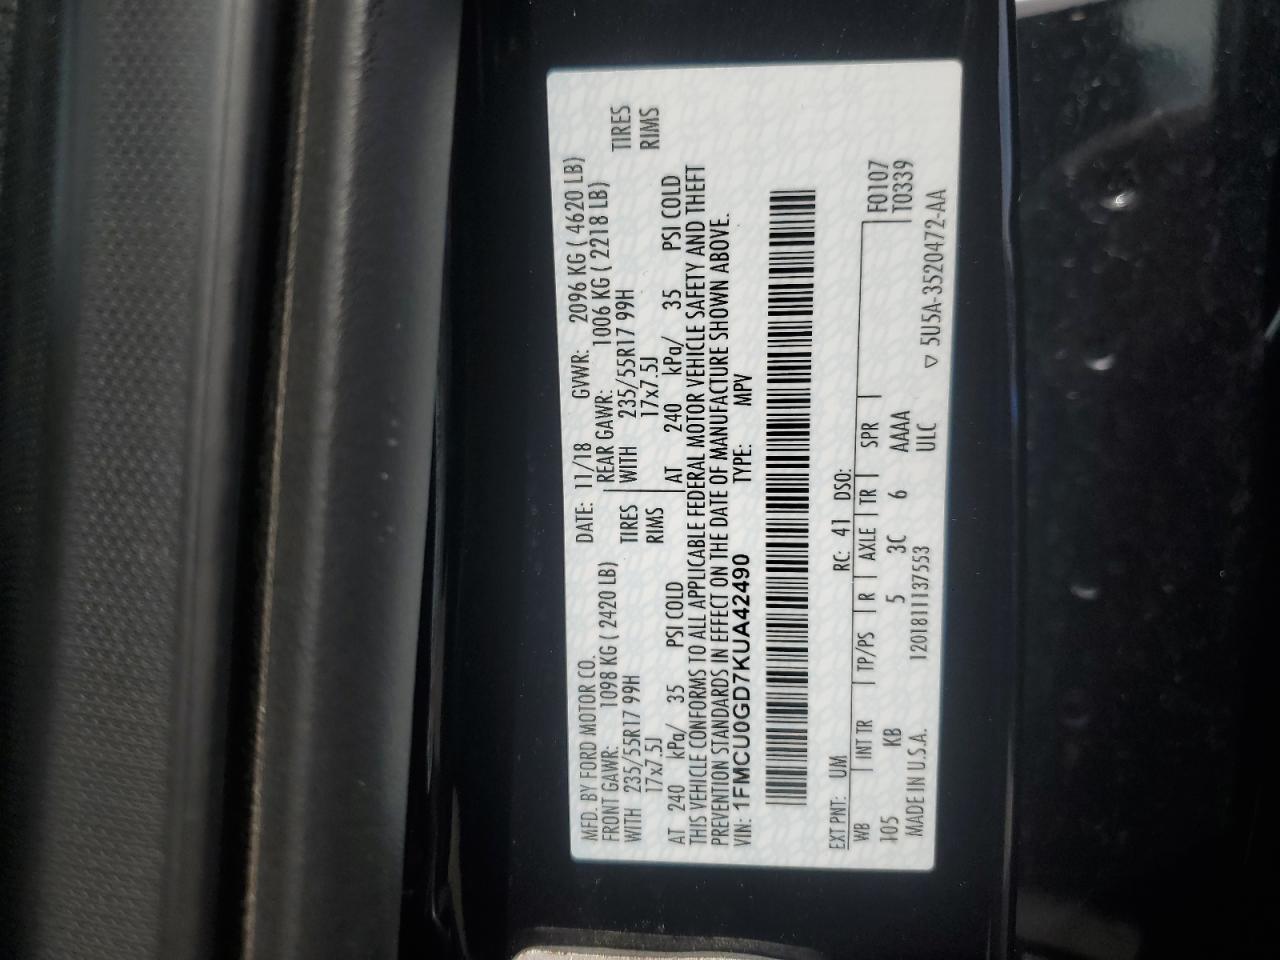 MFD. BY FORD MOTOR CO. DATE: 11/18 GVWR: 2096 KG ( 4620 LB)
FRONT GAWR: 1098 KG ( 2420 LB) REAR GAWR: 1006 KG ( 2218 LB)
WITH 235/55R17 99H TIRES WITH 235/55R17 99H TIRES
17x7.5J RIMS 17x7.5J RIMS
AT 240 kPa/ 35 PSI COLD AT 240 kPa/ 35 PSI COLD
THIS VEHICLE CONFORMS TO ALL APPLICABLE FEDERAL MOTOR VEHICLE SAFETY AND THEFT
PREVENTION STANDARDS IN EFFECT ON THE DATE OF MANUFACTURE SHOWN ABOVE.
VIN: 1FMCU0GD7KUA42490 TYPE: MPV
EXT PNT: UM RC: 41 DSO:
WB INT TR TP/PS R AXLE TR SPR F0107
105 KB 5 3C 6 AAAA T0339
MADE IN U.S.A. 1201811137553 ULC
▽ 5U5A-3520472-AA